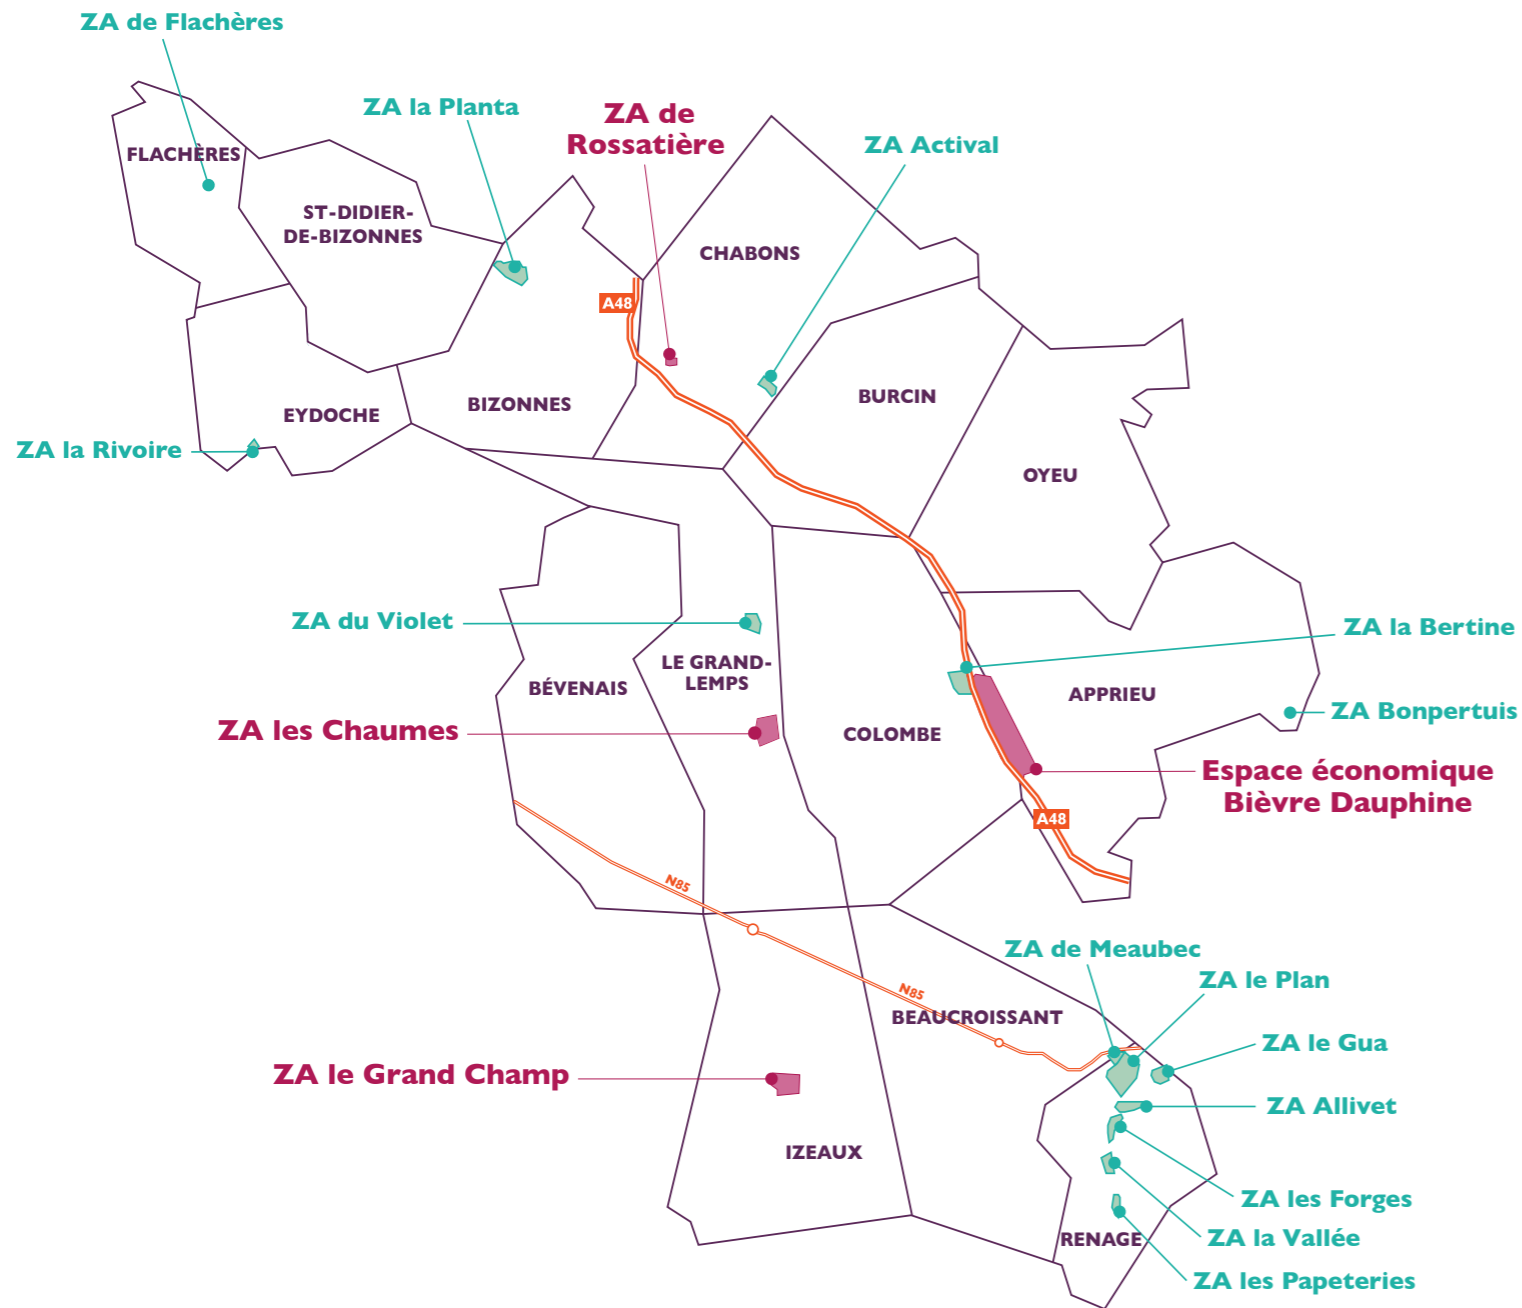 ZA de Flachères
ZA la Planta
ZA de
Rossatière
ZA Actival
FLACHÈRES
ST-DIDIER-
DE-BIZONNES
CHABONS
A48
BURCIN
BIZONNES
EYDOCHE
ZA la Rivoire
OYEU
ZA du Violet
ZA la Bertine
LE GRAND-
LEMPS
BÉVENAIS
APPRIEU
ZA Bonpertuis
ZA les Chaumes
COLOMBE
Espace économique
Bièvre Dauphine
A48
N85
ZA de Meaubec
ZA le Plan
N85
BEAUCROISSANT
ZA le Gua
ZA le Grand Champ
ZA Allivet
IZEAUX
ZA les Forges
RENAGE
ZA la Vallée
ZA les Papeteries